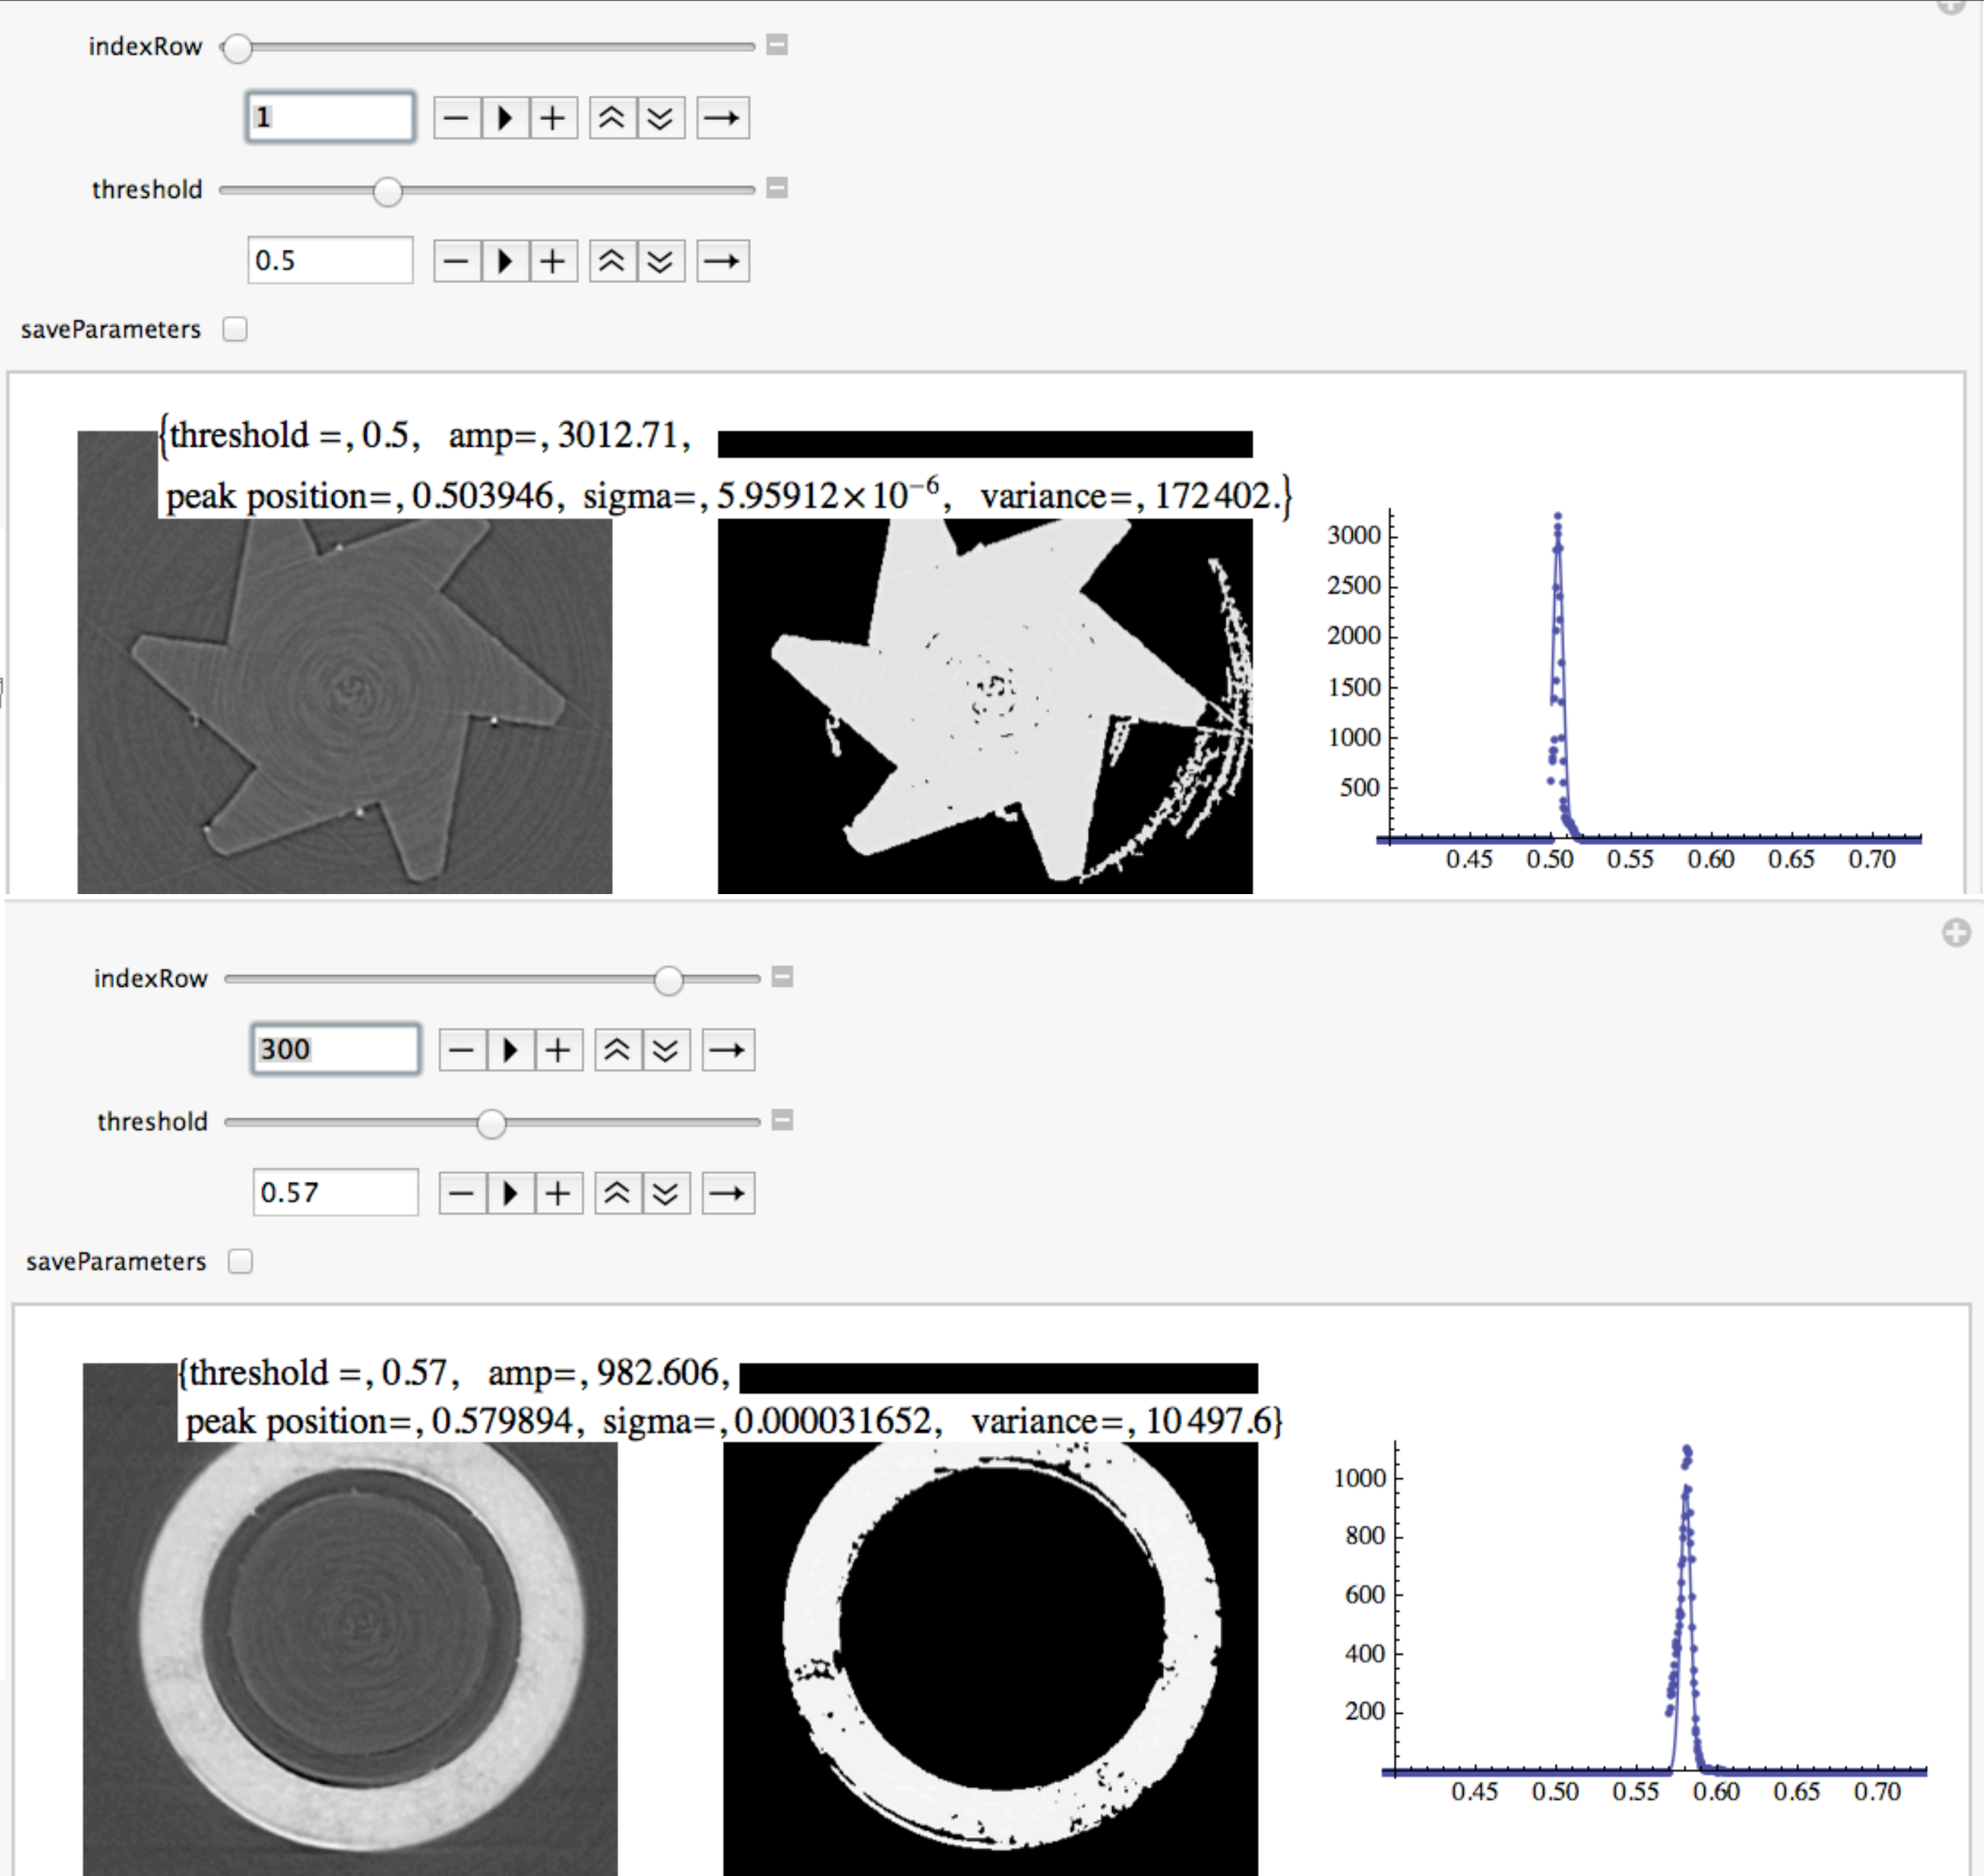 indexRow
1
threshold
0.5
saveParameters
{threshold =, 0.5, amp=, 3012.71,
peak position=, 0.503946, sigma=, 5.95912×10⁻⁶, variance=, 172402.}
3000
2500
2000
1500
1000
500
0.45 0.50 0.55 0.60 0.65 0.70
indexRow
300
threshold
0.57
saveParameters
{threshold =, 0.57, amp=, 982.606,
peak position=, 0.579894, sigma=, 0.000031652, variance=, 10497.6}
1000
800
600
400
200
0.45 0.50 0.55 0.60 0.65 0.70